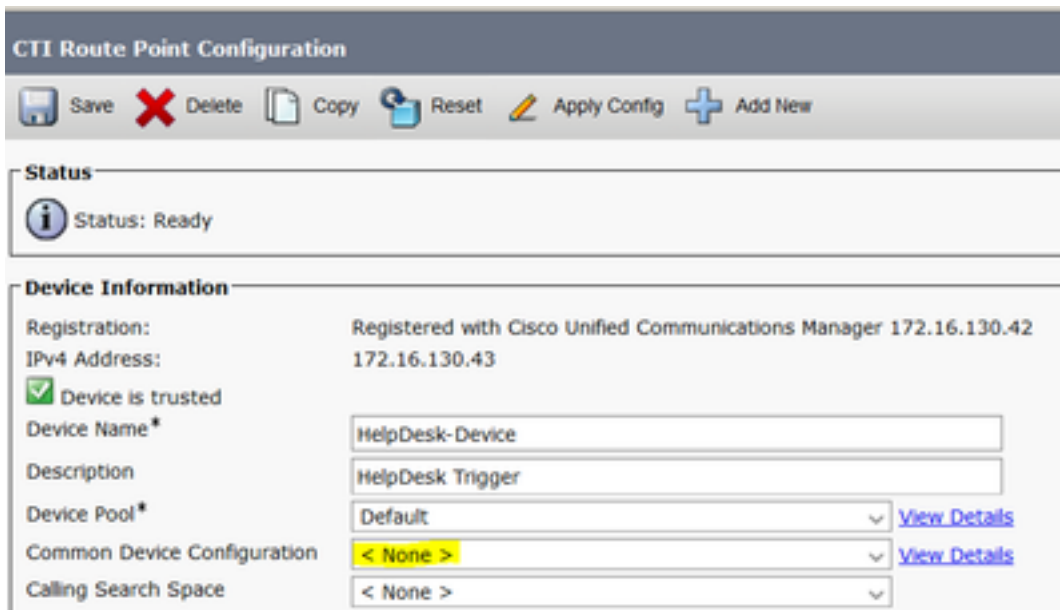 CTI Route Point Configuration
Save Delete Copy Reset Apply Config Add New
Status
Status: Ready
Device Information
Registration: Registered with Cisco Unified Communications Manager 172.16.130.42
IPv4 Address: 172.16.130.43
Device is trusted
Device Name* HelpDesk-Device
Description HelpDesk Trigger
Device Pool* Default View Details
Common Device Configuration < None > View Details
Calling Search Space < None >